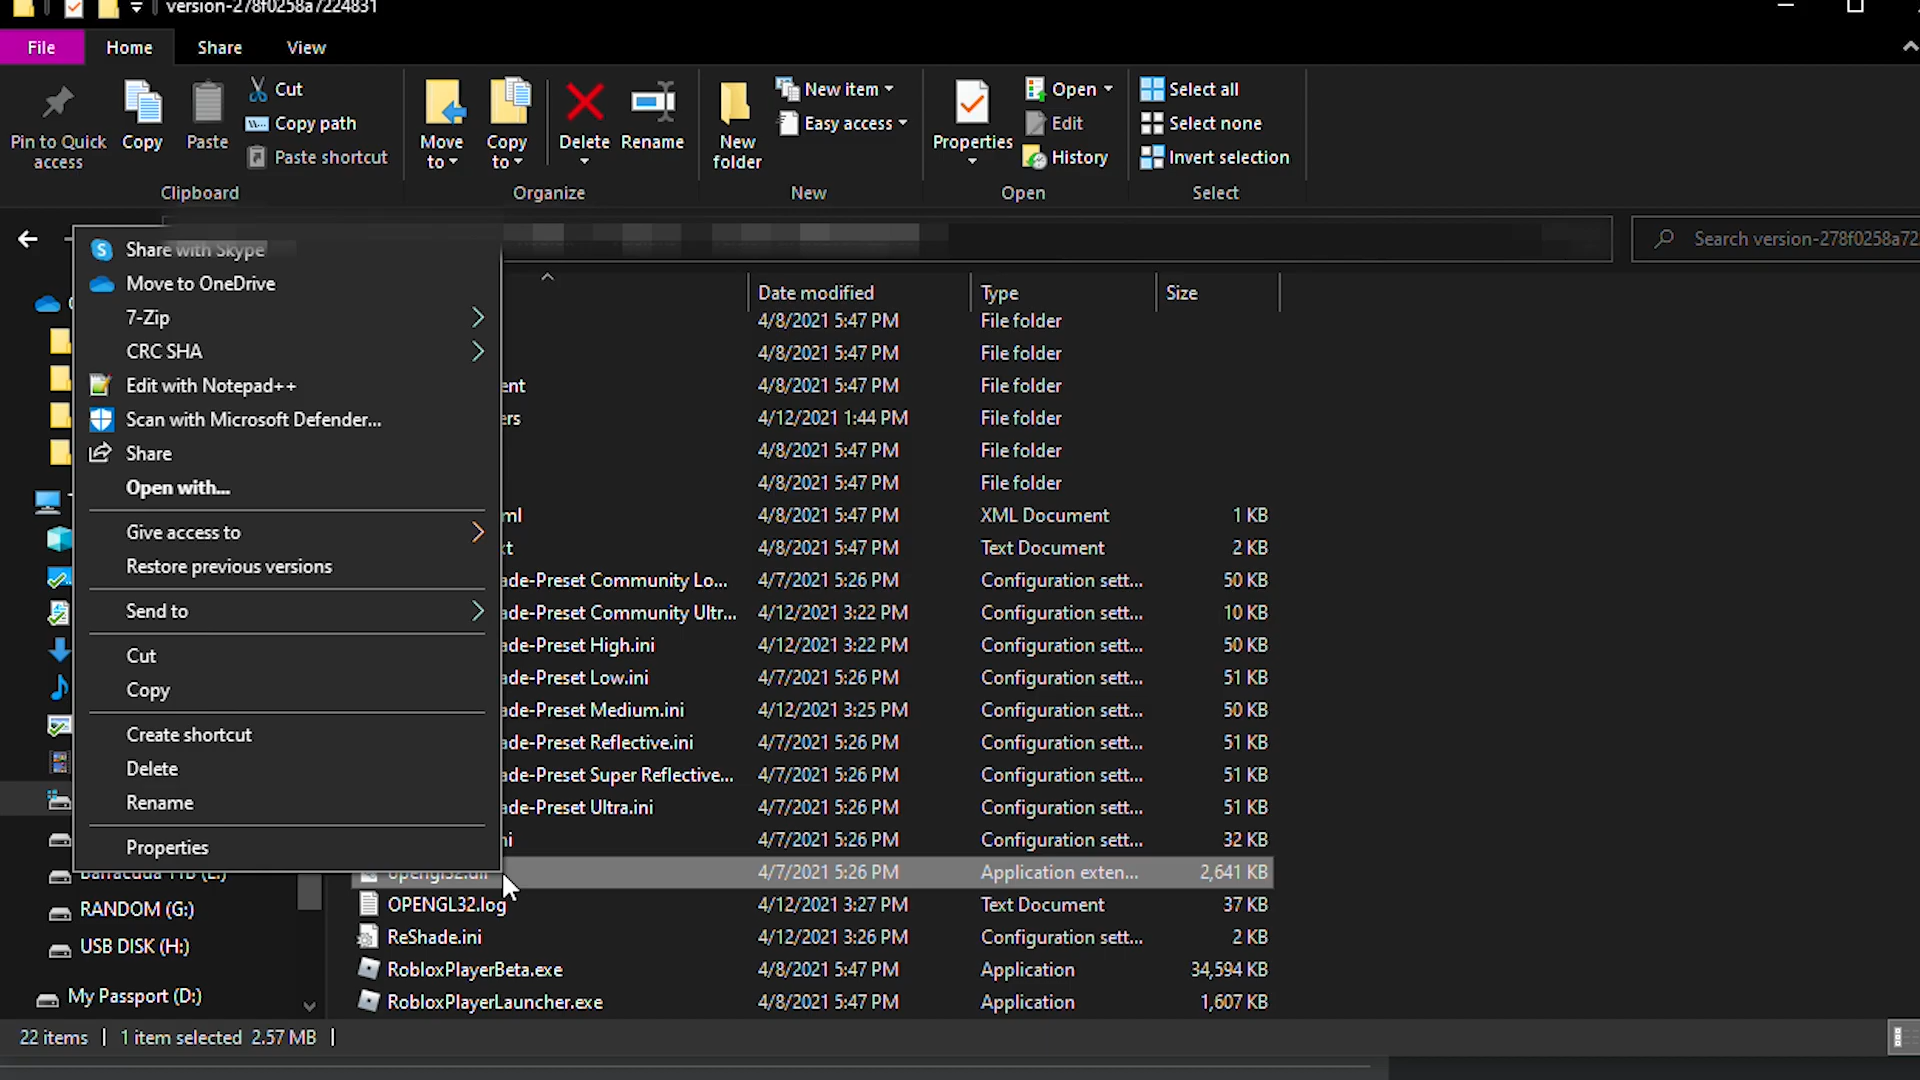 version-278f0258a7224831
File Home Share View
Pin to Quick access
Copy
Paste
Cut
Copy path
Paste shortcut
Clipboard
Move to
Copy to
Delete
Rename
Organize
New folder
New item
Easy access
New
Properties
Open
Edit
History
Open
Select all
Select none
Invert selection
Select
Search version-278f0258a72
Share with Skype
Move to OneDrive
7-Zip
CRC SHA
Edit with Notepad++
Scan with Microsoft Defender...
Share
Open with...
Give access to
Restore previous versions
Send to
Cut
Copy
Create shortcut
Delete
Rename
Properties
Date modified Type Size
4/8/2021 5:47 PM File folder
4/8/2021 5:47 PM File folder
ent 4/8/2021 5:47 PM File folder
ers 4/12/2021 1:44 PM File folder
4/8/2021 5:47 PM File folder
4/8/2021 5:47 PM File folder
ml 4/8/2021 5:47 PM XML Document 1 KB
t 4/8/2021 5:47 PM Text Document 2 KB
ade-Preset Community Lo... 4/7/2021 5:26 PM Configuration sett... 50 KB
ade-Preset Community Ultr... 4/12/2021 3:22 PM Configuration sett... 10 KB
ade-Preset High.ini 4/12/2021 3:22 PM Configuration sett... 50 KB
ade-Preset Low.ini 4/7/2021 5:26 PM Configuration sett... 51 KB
ade-Preset Medium.ini 4/12/2021 3:25 PM Configuration sett... 50 KB
ade-Preset Reflective.ini 4/7/2021 5:26 PM Configuration sett... 51 KB
ade-Preset Super Reflective... 4/7/2021 5:26 PM Configuration sett... 51 KB
ade-Preset Ultra.ini 4/7/2021 5:26 PM Configuration sett... 51 KB
ni 4/7/2021 5:26 PM Configuration sett... 32 KB
opengl32.dll 4/7/2021 5:26 PM Application exten... 2,641 KB
OPENGL32.log 4/12/2021 3:27 PM Text Document 37 KB
ReShade.ini 4/12/2021 3:26 PM Configuration sett... 2 KB
RobloxPlayerBeta.exe 4/8/2021 5:47 PM Application 34,594 KB
RobloxPlayerLauncher.exe 4/8/2021 5:47 PM Application 1,607 KB
Barracuda 1TB (E:)
RANDOM (G:)
USB DISK (H:)
My Passport (D:)
22 items 1 item selected 2.57 MB